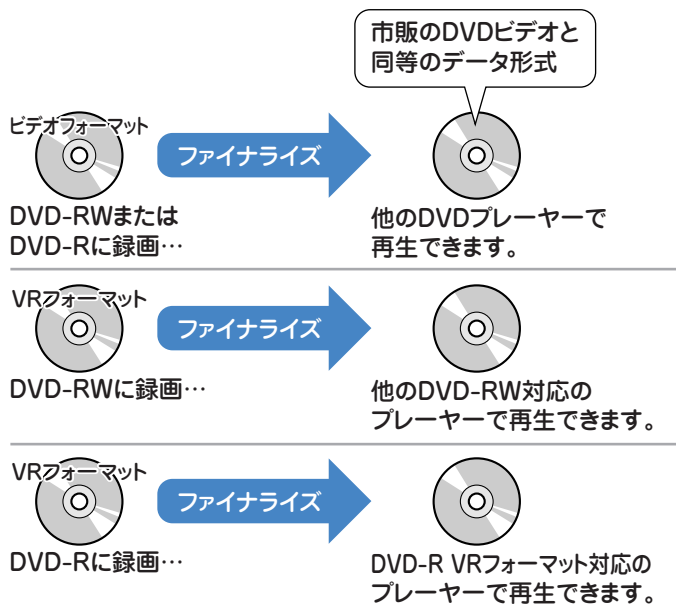 市販のDVDビデオと
同等のデータ形式
ビデオフォーマット
ファイナライズ
DVD-RWまたは
DVD-Rに録画…
他のDVDプレーヤーで
再生できます。
VRフォーマット
ファイナライズ
DVD-RWに録画…
他のDVD-RW対応の
プレーヤーで再生できます。
VRフォーマット
ファイナライズ
DVD-Rに録画…
DVD-R VRフォーマット対応の
プレーヤーで再生できます。